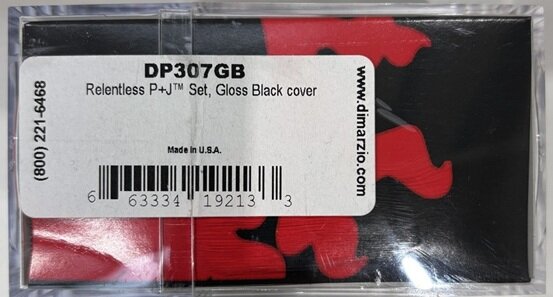 DP307GB
Relentless P+J™ Set, Gloss Black cover
(800) 221-6468
www.dimarzio.com
Made in U.S.A.
6 63334 19213 3